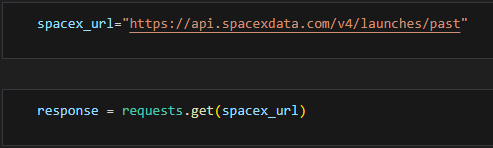 spacex_url="https://api.spacexdata.com/v4/launches/past"
response = requests.get(spacex_url)